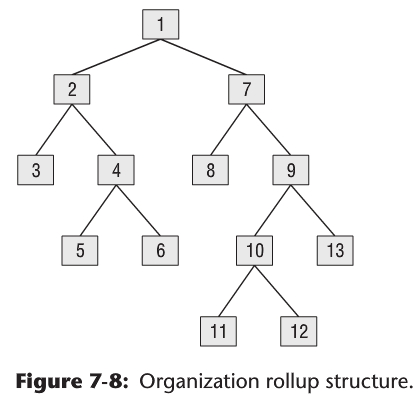 1
2 7
3 4 8 9
5 6 10 13
11 12
Figure 7-8: Organization rollup structure.